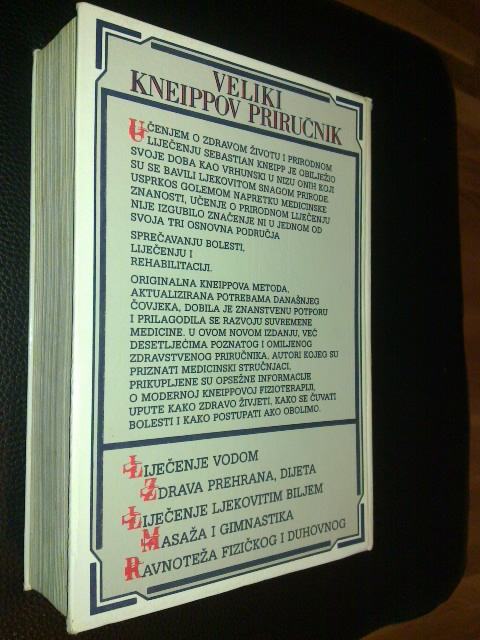 VELIKI
KNEIPPOV PRIRUČNIK
UČENJEM O ZDRAVOM ŽIVOTU I PRIRODNOM
LIJEČENJU SEBASTIAN KNEIPP JE OBILJEŽIO
SVOJE DOBA KAO VRHUNSKI U NIZU ONIH KOJI
SU SE BAVILI LJEKOVITOM SNAGOM PRIRODE.
USPRKOS GOLEMOM NAPRETKU MEDICINSKE
ZNANOSTI, UČENJE O PRIRODNOM LIJEČENJU
NIJE IZGUBILO ZNAČENJE NI U JEDNOM OD
SVOJA TRI OSNOVNA PODRUČJA
SPREČAVANJU BOLESTI,
LIJEČENJU I
REHABILITACIJI.
ORIGINALNA KNEIPPOVA METODA,
AKTUALIZIRANA POTREBAMA DANAŠNJEG
ČOVJEKA, DOBILA JE ZNANSTVENU POTPORU
I PRILAGODILA SE RAZVOJU SUVREMENE
MEDICINE. U OVOM NOVOM IZDANJU, VEĆ
DESETLJEĆIMA POZNATOG I OMILJENOG
ZDRAVSTVENOG PRIRUČNIKA, AUTORI KOJEG SU
PRIZNATI MEDICINSKI STRUČNJACI,
PRIKUPLJENE SU OPSEŽNE INFORMACIJE
O MODERNOJ KNEIPPOVOJ FIZIOTERAPIJI,
UPUTE KAKO ZDRAVO ŽIVJETI, KAKO SE ČUVATI
BOLESTI I KAKO POSTUPATI AKO OBOLIMO.
LIJEČENJE VODOM
ZDRAVA PREHRANA, DIJETA
LIJEČENJE LJEKOVITIM BILJEM
MASAŽA I GIMNASTIKA
RAVNOTEŽA FIZIČKOG I DUHOVNOG